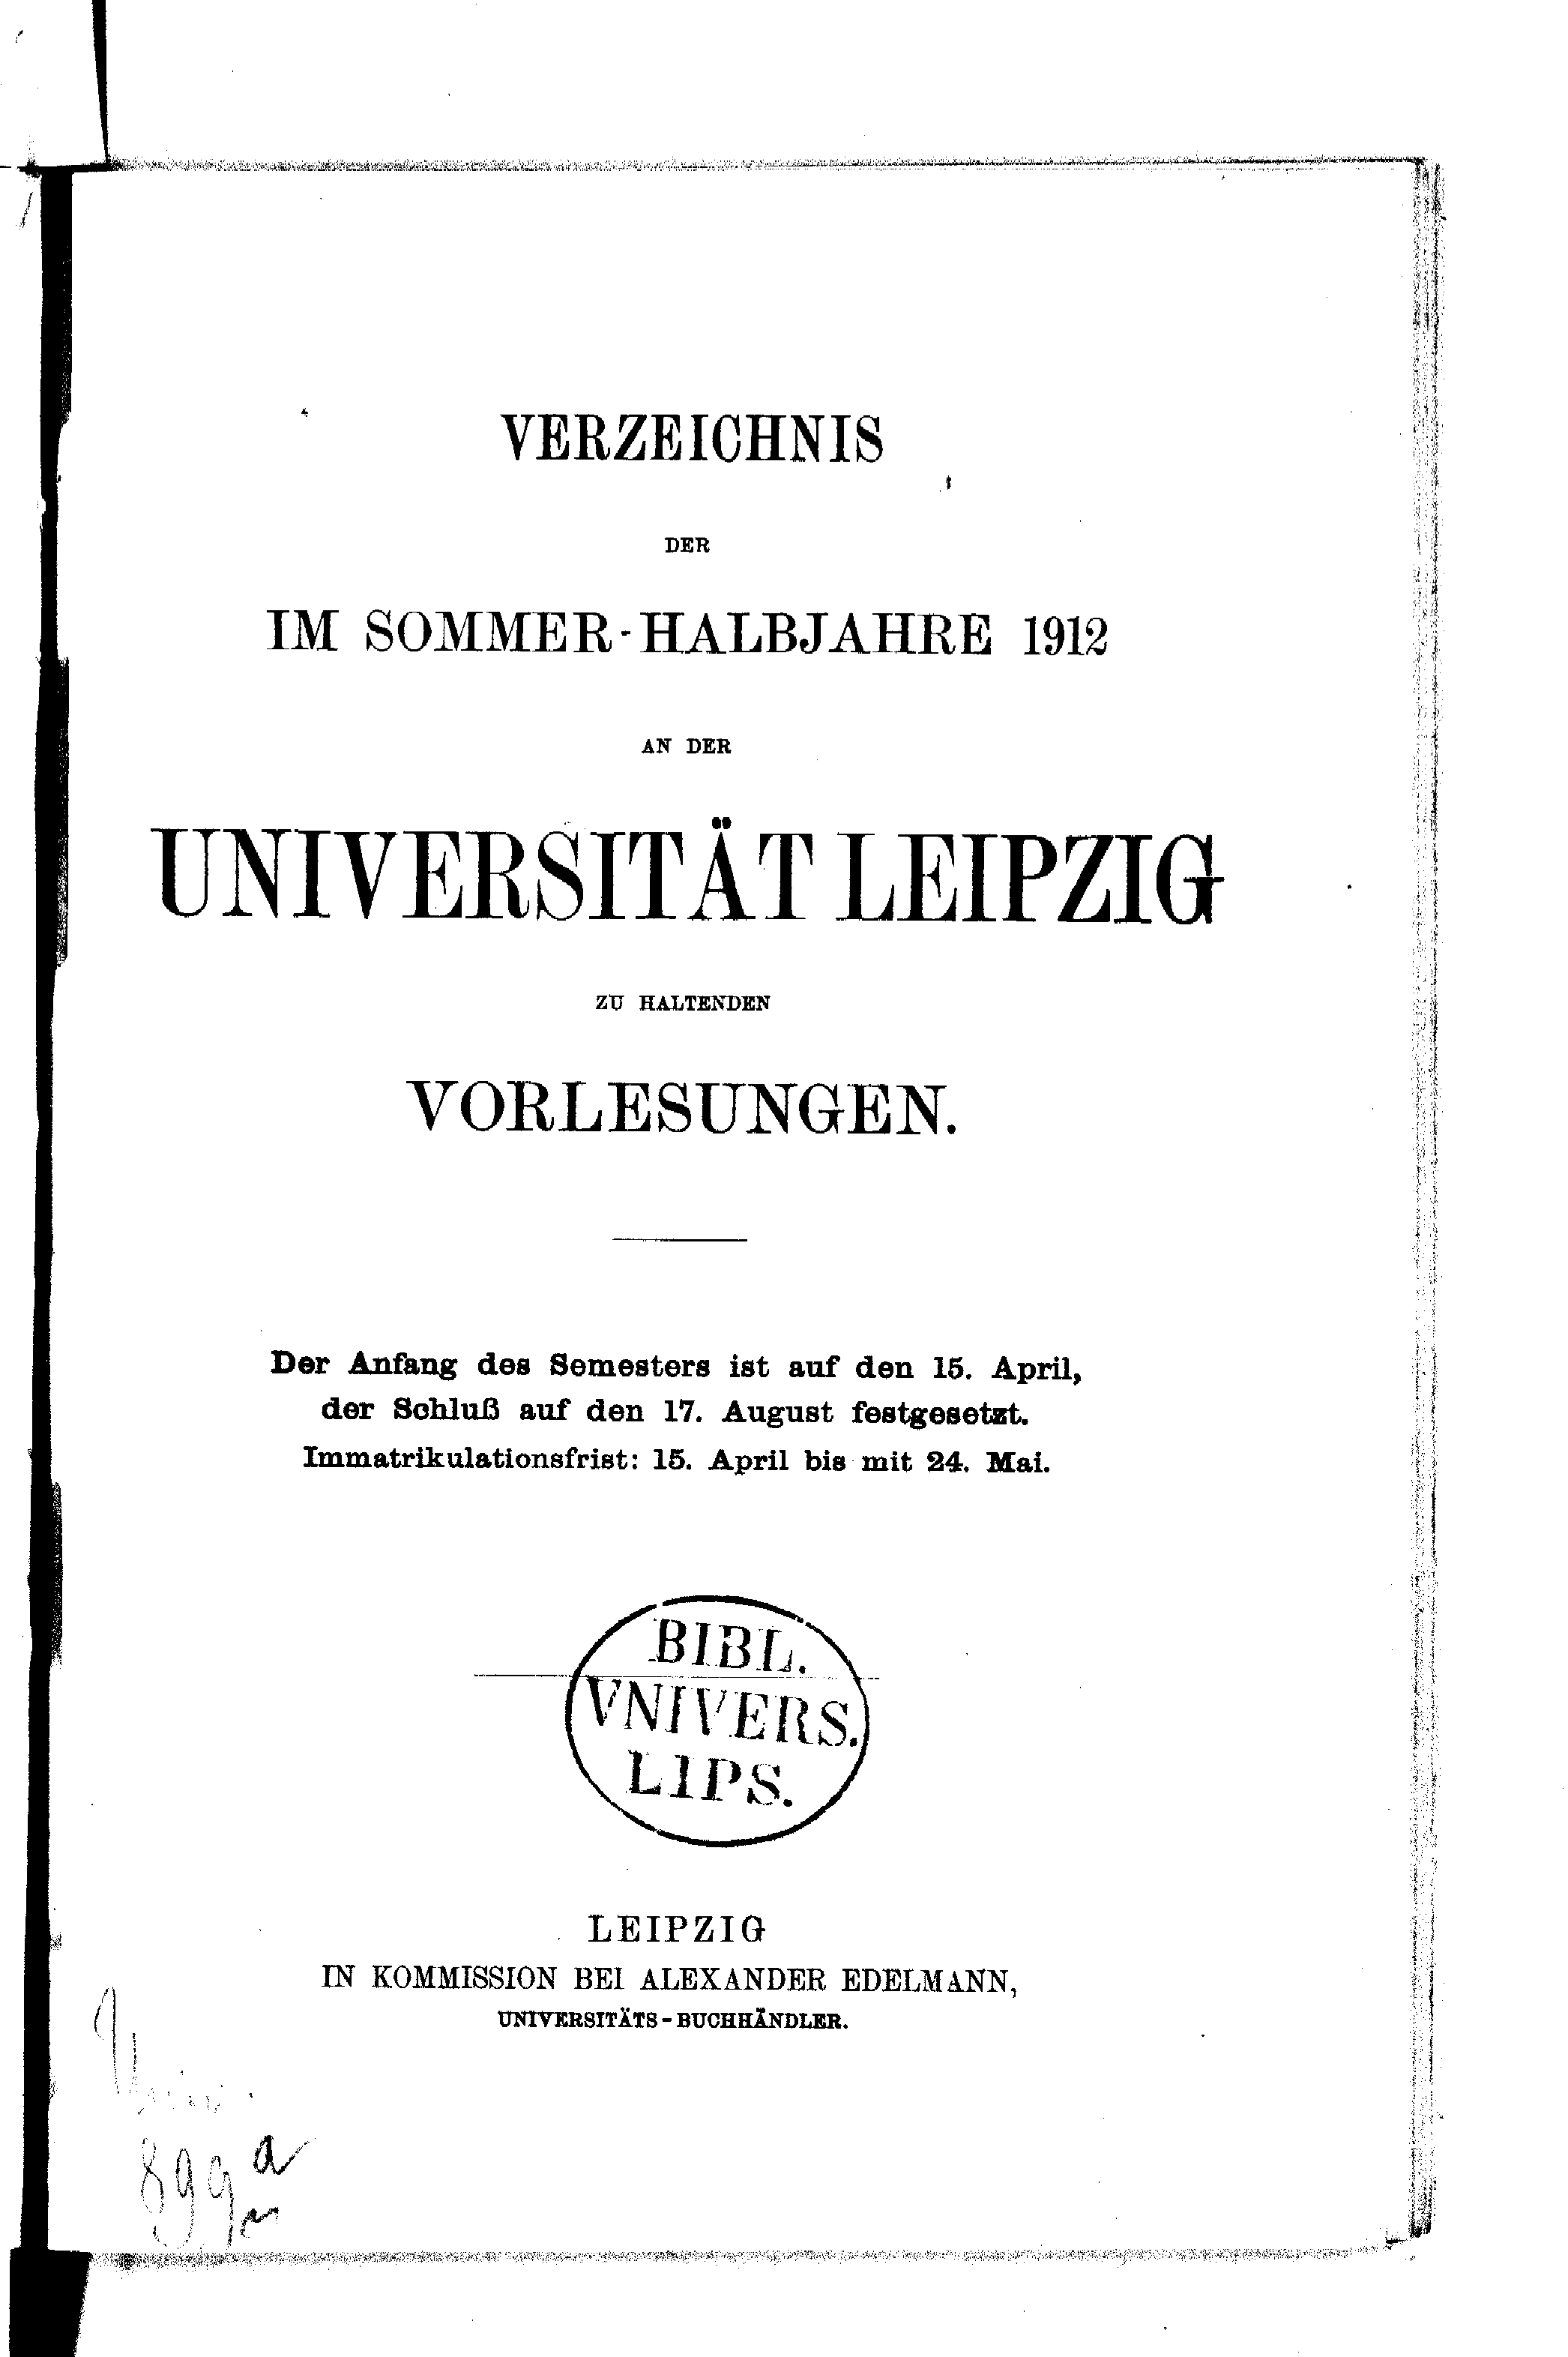 VERZEICHNIS
DER
IM SOMMER-HALBJAHRE 1912
AN DER
UNIVERSITÄT LEIPZIG
ZU HALTENDEN
VORLESUNGEN.
Der Anfang des Semesters ist auf den 15. April,
der Schluß auf den 17. August festgesetzt.
Immatrikulationsfrist: 15. April bis mit 24. Mai.
BIBL.
VNIVERS.
LIPS.
LEIPZIG
IN KOMMISSION BEI ALEXANDER EDELMANN,
UNIVERSITÄTS-BUCHHÄNDLER.
899 a